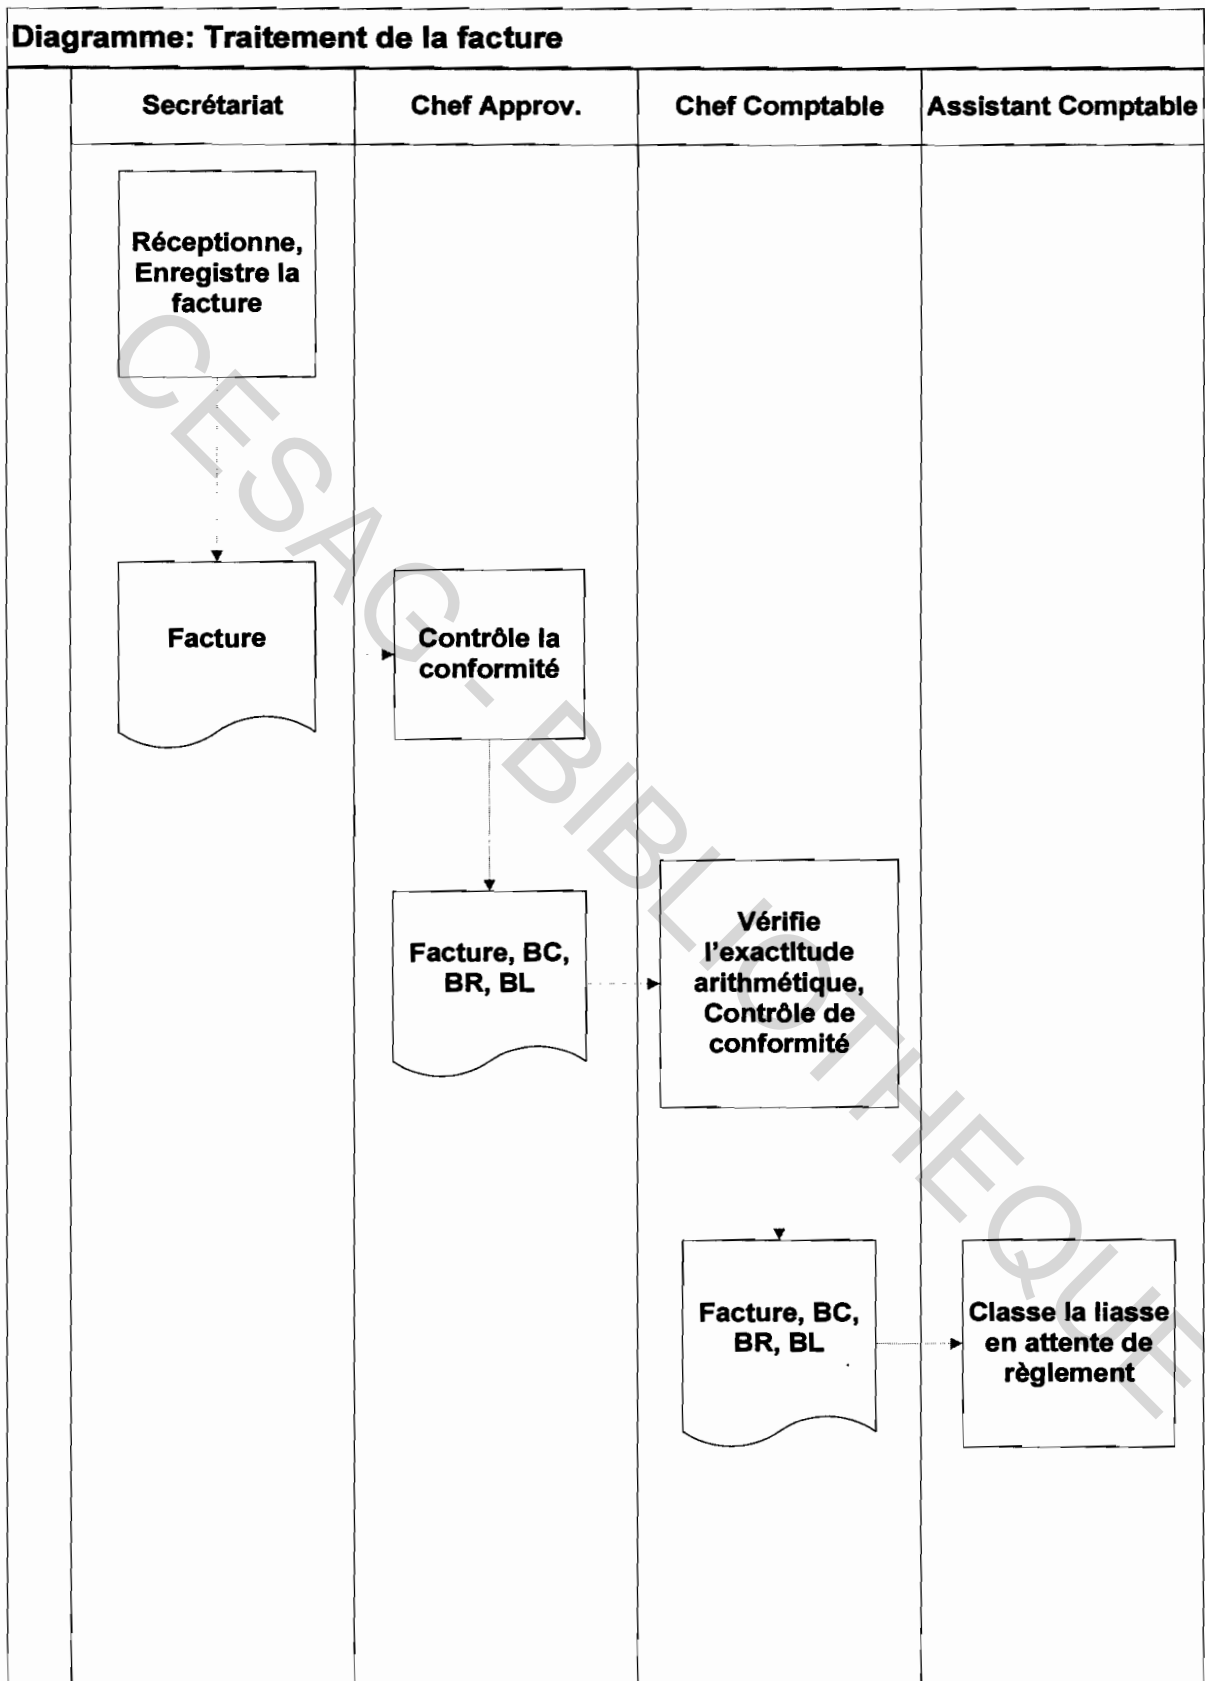 Diagramme: Traitement de la facture
Secrétariat
Chef Approv.
Chef Comptable
Assistant Comptable
Réceptionne,
Enregistre la
facture
Facture
Contrôle la
conformité
Facture, BC,
BR, BL
Vérifie
l'exactitude
arithmétique,
Contrôle de
conformité
Facture, BC,
BR, BL
Classe la liasse
en attente de
règlement
CESAG - BIBLIOTHEQUE